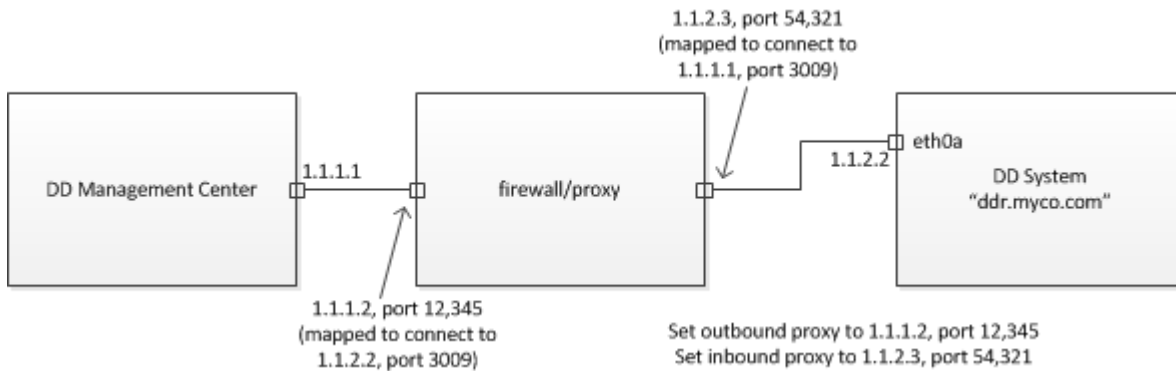 1.1.2.3, port 54,321
(mapped to connect to
1.1.1.1, port 3009)
DD Management Center
1.1.1.1
firewall/proxy
eth0a
1.1.2.2
DD System
"ddr.myco.com"
1.1.1.2, port 12,345
(mapped to connect to
1.1.2.2, port 3009)
Set outbound proxy to 1.1.1.2, port 12,345
Set inbound proxy to 1.1.2.3, port 54,321